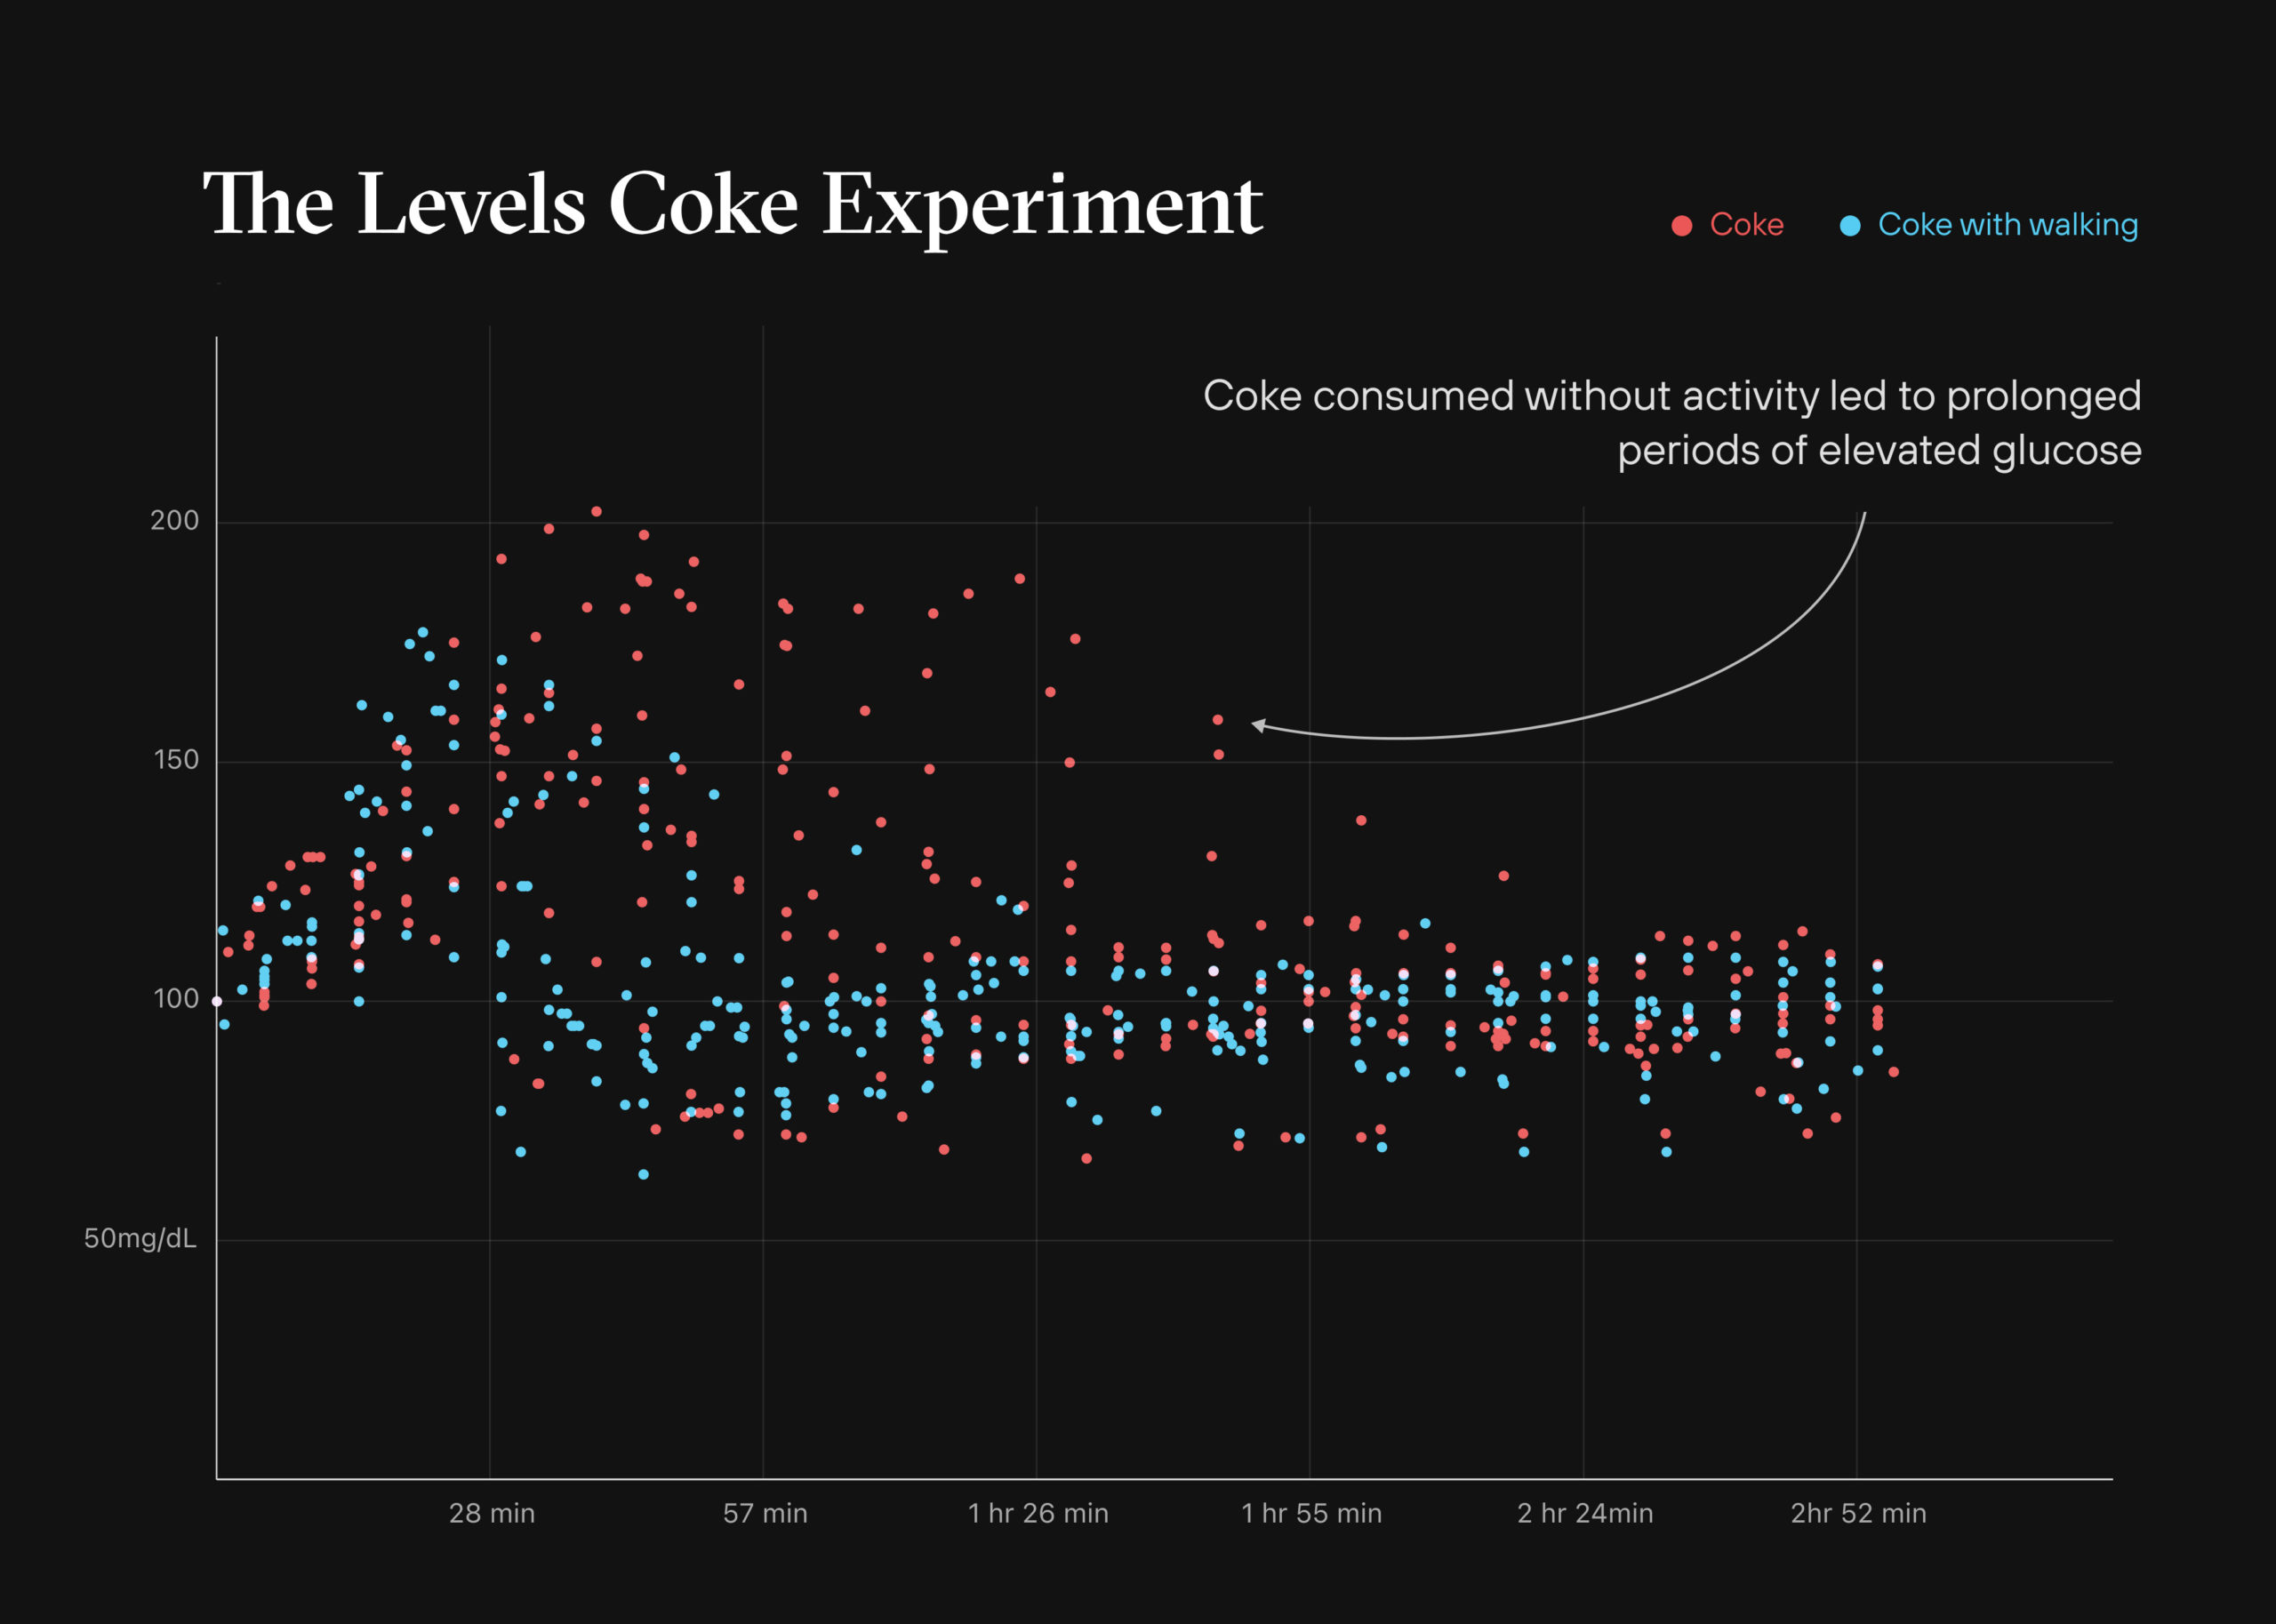 The Levels Coke Experiment
Coke
Coke with walking
Coke consumed without activity led to prolonged
periods of elevated glucose
200
150
100
50mg/dL
28 min
57 min
1 hr 26 min
1 hr 55 min
2 hr 24min
2hr 52 min